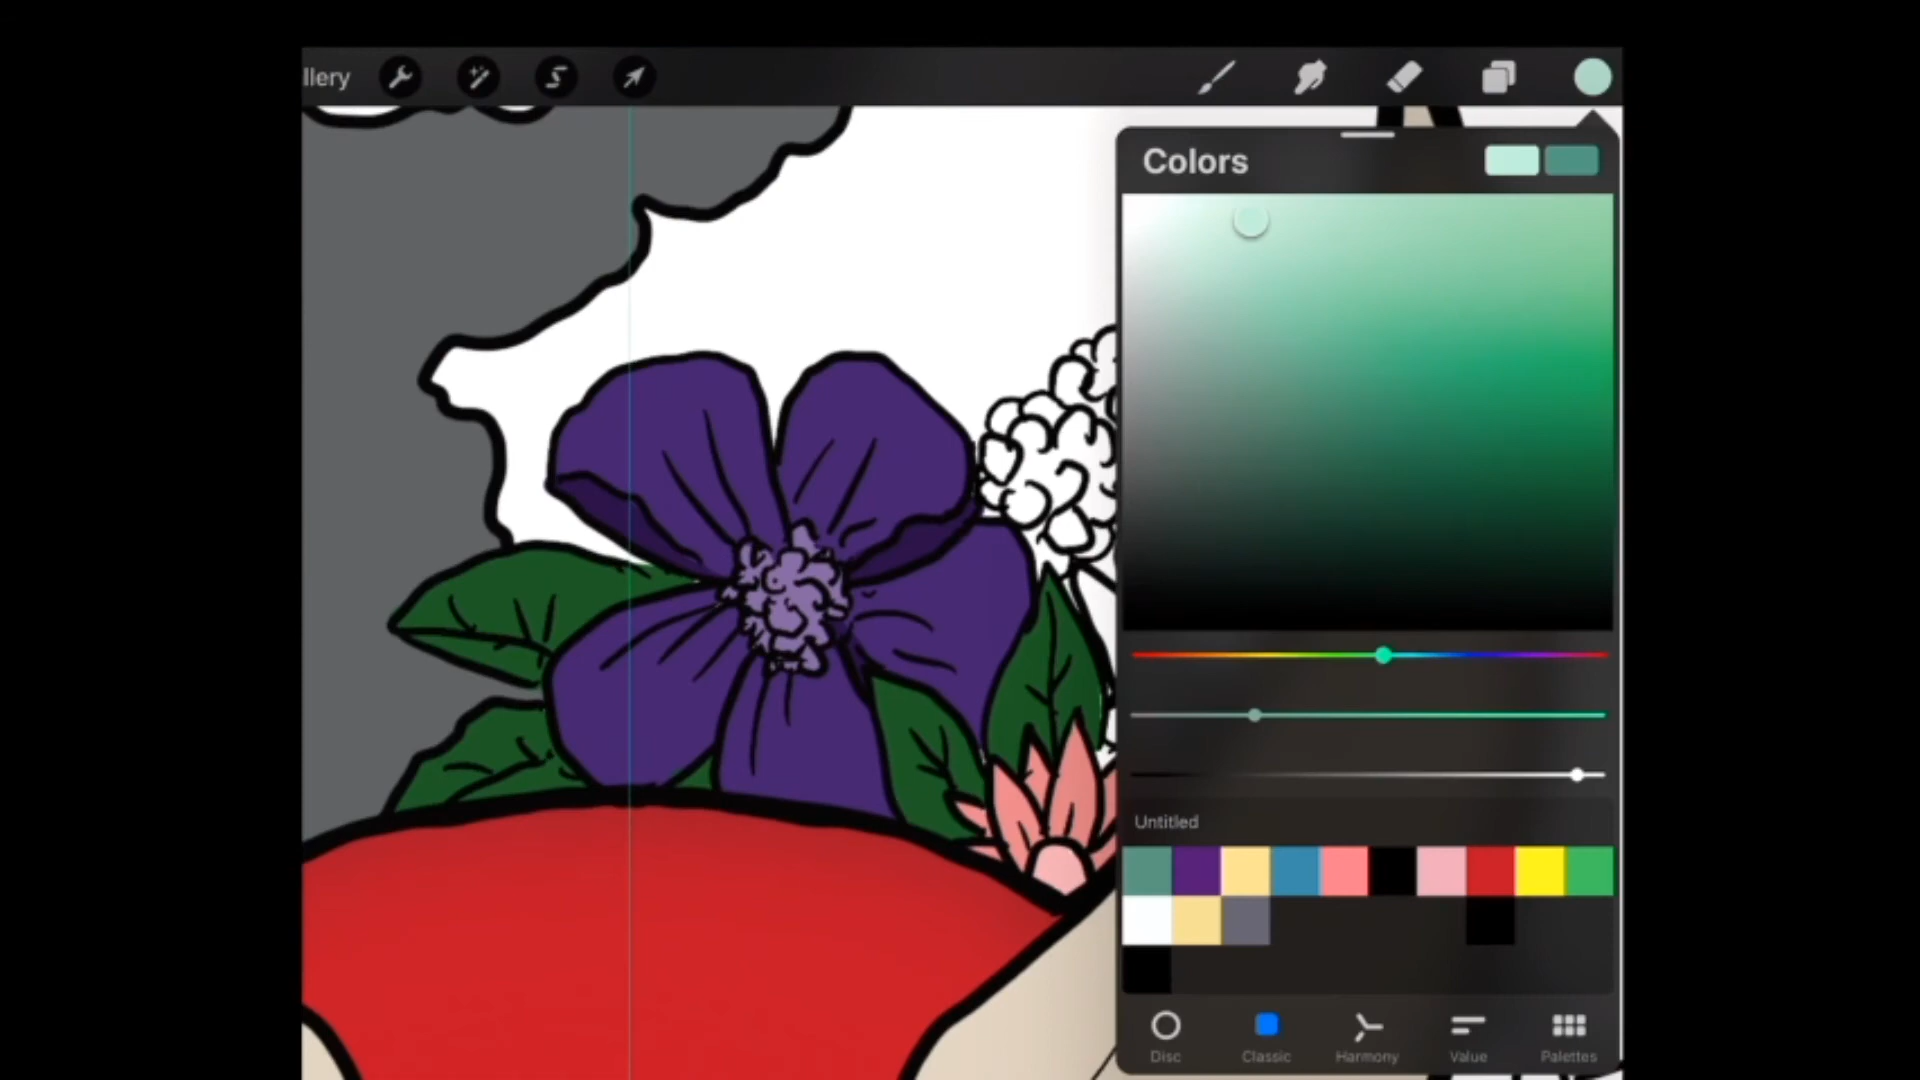 llery
Colors
Untitled
Disc
Classic
Harmony
Value
Palettes